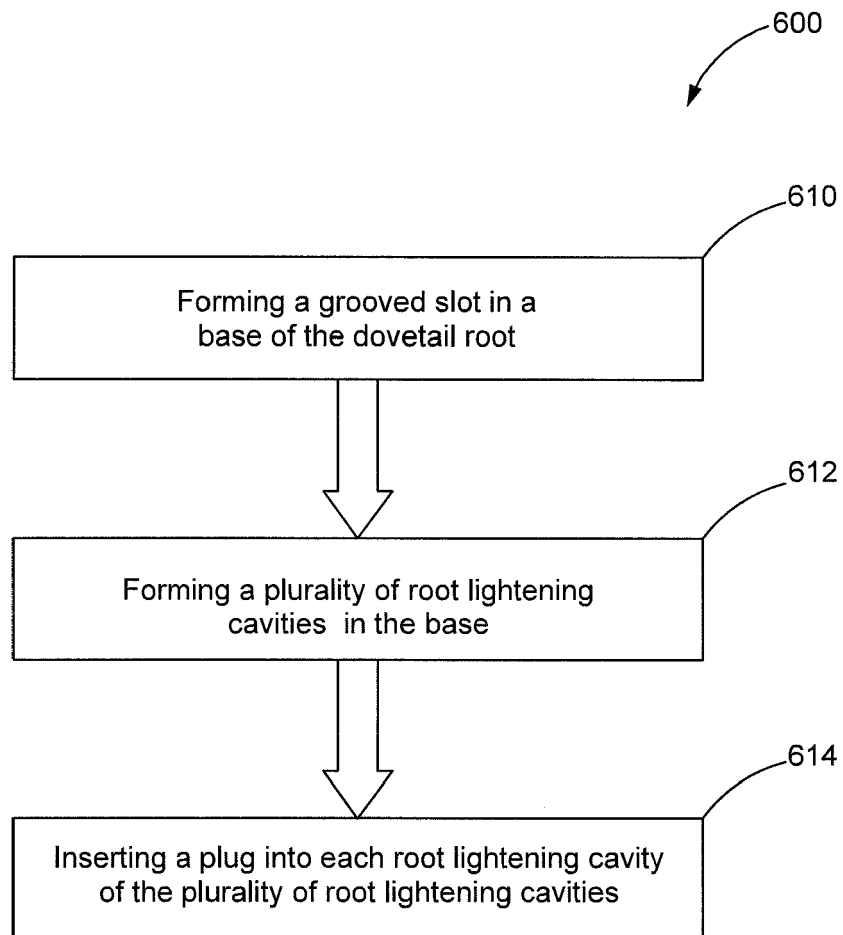 600
610
Forming a grooved slot in a
base of the dovetail root
612
Forming a plurality of root lightening
cavities in the base
614
Inserting a plug into each root lightening cavity
of the plurality of root lightening cavities